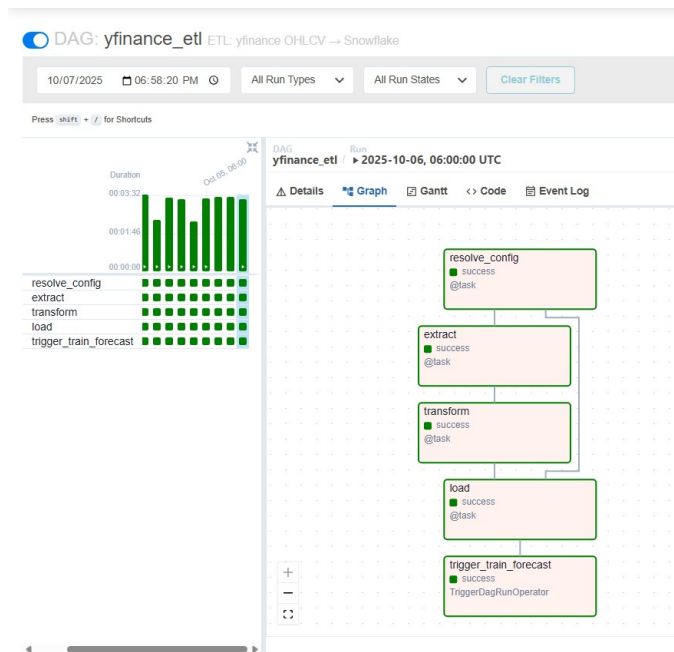 DAG: yfinance_etl ETL: yfinance OHLCV → Snowflake
10/07/2025 06:58:20 PM All Run Types All Run States Clear Filters
Press shift + / for Shortcuts
DAG Run
yfinance_etl / ▸ 2025-10-06, 06:00:00 UTC
Details Graph Gantt <> Code Event Log
Oct 05, 06:00
Duration
00:03:32
00:01:46
00:00:00
resolve_config
extract
transform
load
trigger_train_forecast
resolve_config
success
@task
extract
success
@task
transform
success
@task
load
success
@task
trigger_train_forecast
success
TriggerDagRunOperator